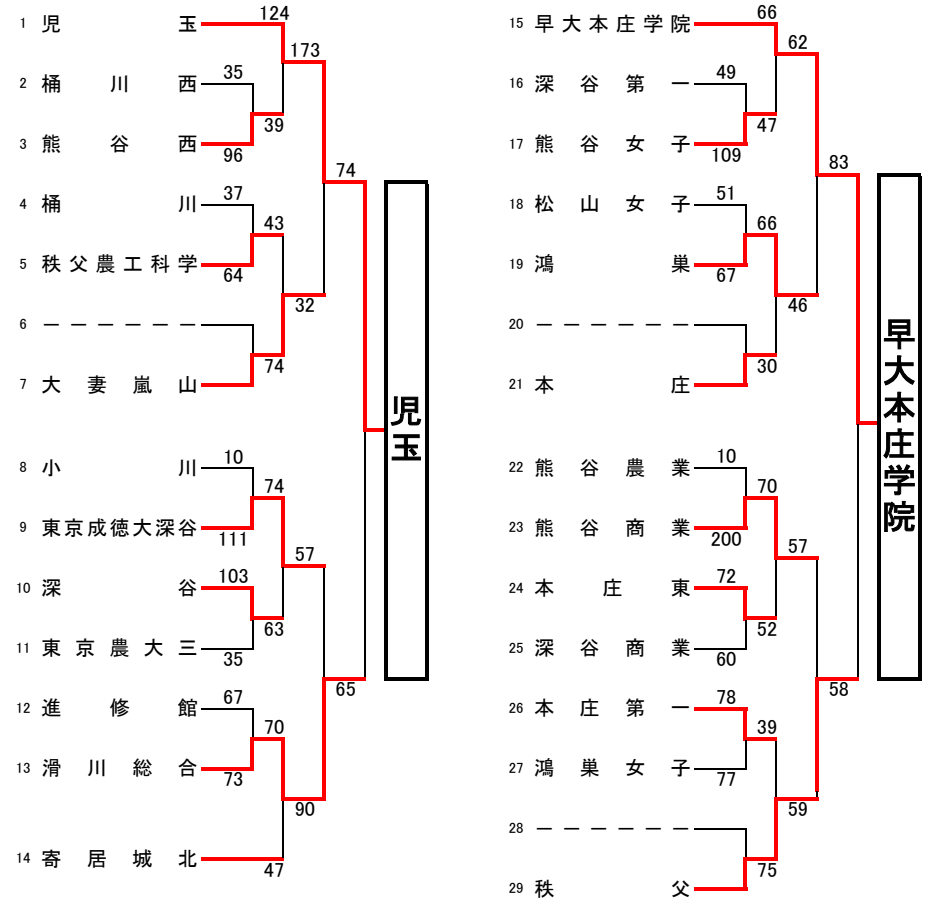 124
1 児玉
173
2 桶川西 35
39
3 熊谷西 96
74
4 桶川 37
43
5 秩父農工科学 64
32
6 ーーーーーー
74
7 大妻嵐山
児玉
8 小川 10
74
9 東京成徳大深谷 111
57
10 深谷 103
63
11 東京農大三 35
65
12 進修館 67
70
13 滑川総合 73
90
14 寄居城北
47
66
15 早大本庄学院
62
16 深谷第一 49
47
17 熊谷女子 109
83
18 松山女子 51
66
19 鴻巣 67
46
20 ーーーーーー
30
21 本庄
早大本庄学院
22 熊谷農業 10
70
23 熊谷商業 200
57
24 本庄東 72
52
25 深谷商業 60
58
26 本庄第一 78
39
27 鴻巣女子 77
59
28 ーーーーーー
75
29 秩父